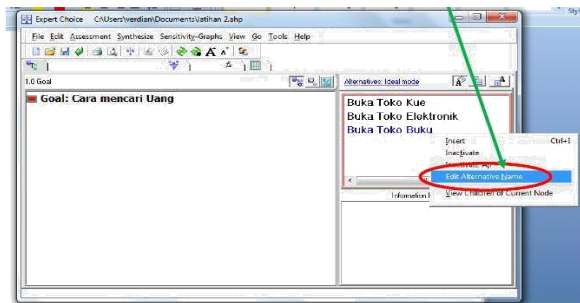 Expert Choice C:\Users\verdian\Documents\latihan 2.ahp
File Edit Assessment Synthesize Sensitivity-Graphs View Go Tools Help
1.0 Goal
Alternatives: Ideal mode
Goal: Cara mencari Uang
Buka Toko Kue
Buka Toko Elektronik
Buka Toko Buku
Insert Ctrl+I
Inactivate
Edit Alternative Name
View Children of Current Node
Information